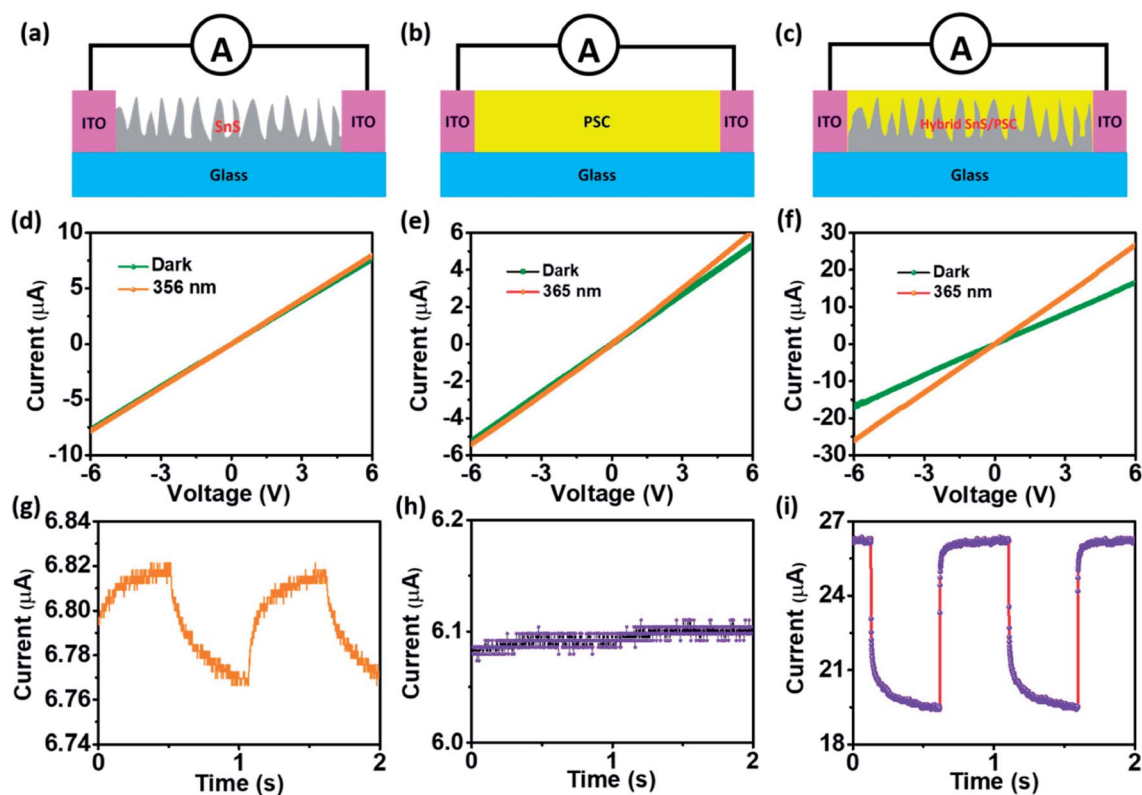 (a)
A
ITO
SnS
ITO
Glass
(b)
A
ITO
PSC
ITO
Glass
(c)
A
ITO
Hybrid SnS/PSC
ITO
Glass
(d)
10
5
0
-5
-10
Current (μA)
Dark
356 nm
-6 -3 0 3 6
Voltage (V)
(e)
6
4
2
0
-2
-4
-6
Current (μA)
Dark
365 nm
-6 -3 0 3 6
Voltage (V)
(f)
30
20
10
0
-10
-20
-30
Current (μA)
Dark
365 nm
-6 -3 0 3 6
Voltage (V)
(g)
6.84
6.82
6.80
6.78
6.76
6.74
Current (μA)
0 1 2
Time (s)
(h)
6.2
6.1
6.0
Current (μA)
0 1 2
Time (s)
(i)
27
24
21
18
Current (μA)
0 1 2
Time (s)